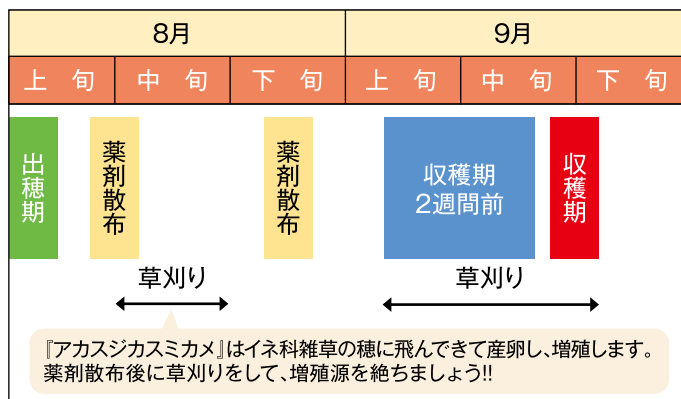 8月 9月
上旬 中旬 下旬 上旬 中旬 下旬
出穂期
薬剤散布
薬剤散布
収穫期
2週間前
収穫期
草刈り
草刈り
『アカスジカスミカメ』はイネ科雑草の穂に飛んできて産卵し、増殖します。
薬剤散布後に草刈りをして、増殖源を絶ちましょう!!